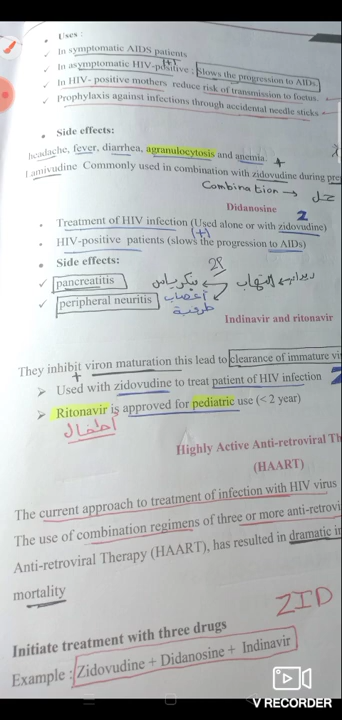 • Uses :
✓ In symptomatic AIDS patients
✓ In asymptomatic HIV-positive : Slows the progression to AIDs
(+)
✓ In HIV- positive mothers reduce risk of transmission to foetus.
✓ Prophylaxis against infections through accidental needle sticks
• Side effects:
headache, fever, diarrhea, agranulocytosis and anemia. +
Lamivudine Commonly used in combination with zidovudine during
Combination →
Didanosine
Z
• Treatment of HIV infection (Used alone or with zidovudine)
(+)
• HIV-positive patients (slows the progression to AIDs)
• Side effects:
✓ pancreatitis
بنكرياس التهاب
✓ peripheral neuritis
أعصاب
طرفية
Indinavir and ritonavir
They inhibit viron maturation this lead to clearance of immature
+
➢ Used with zidovudine to treat patient of HIV infection Z
➢ Ritonavir is approved for pediatric use (< 2 year)
أطفال
Highly Active Anti-retroviral
(HAART)
The current approach to treatment of infection with HIV virus
The use of combination regimens of three or more
Anti-retroviral Therapy (HAART), has resulted in dramatic
mortality
ZID
Initiate treatment with three drugs
Example : Zidovudine + Didanosine + Indinavir
V RECORDER